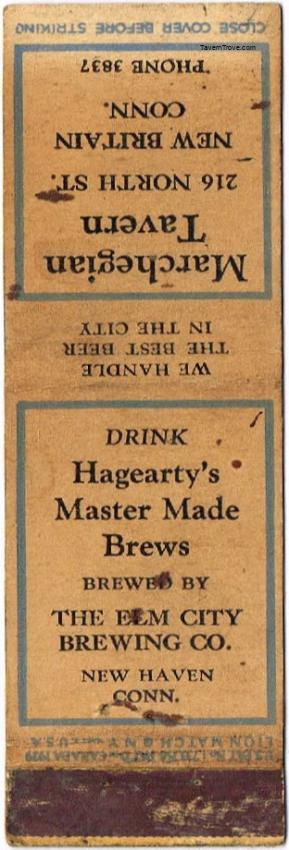 TavernTrove.com
CLOSE COVER BEFORE STRIKING
Marchegian
Tavern
216 NORTH ST.
NEW BRITAIN
CONN.
'PHONE 3837
WE HANDLE
THE BEST BEER
IN THE CITY
DRINK
Hagearty's
Master Made
Brews
BREWED BY
THE ELM CITY
BREWING CO.
NEW HAVEN
CONN.
LION MATCH N.Y. U.S.A.